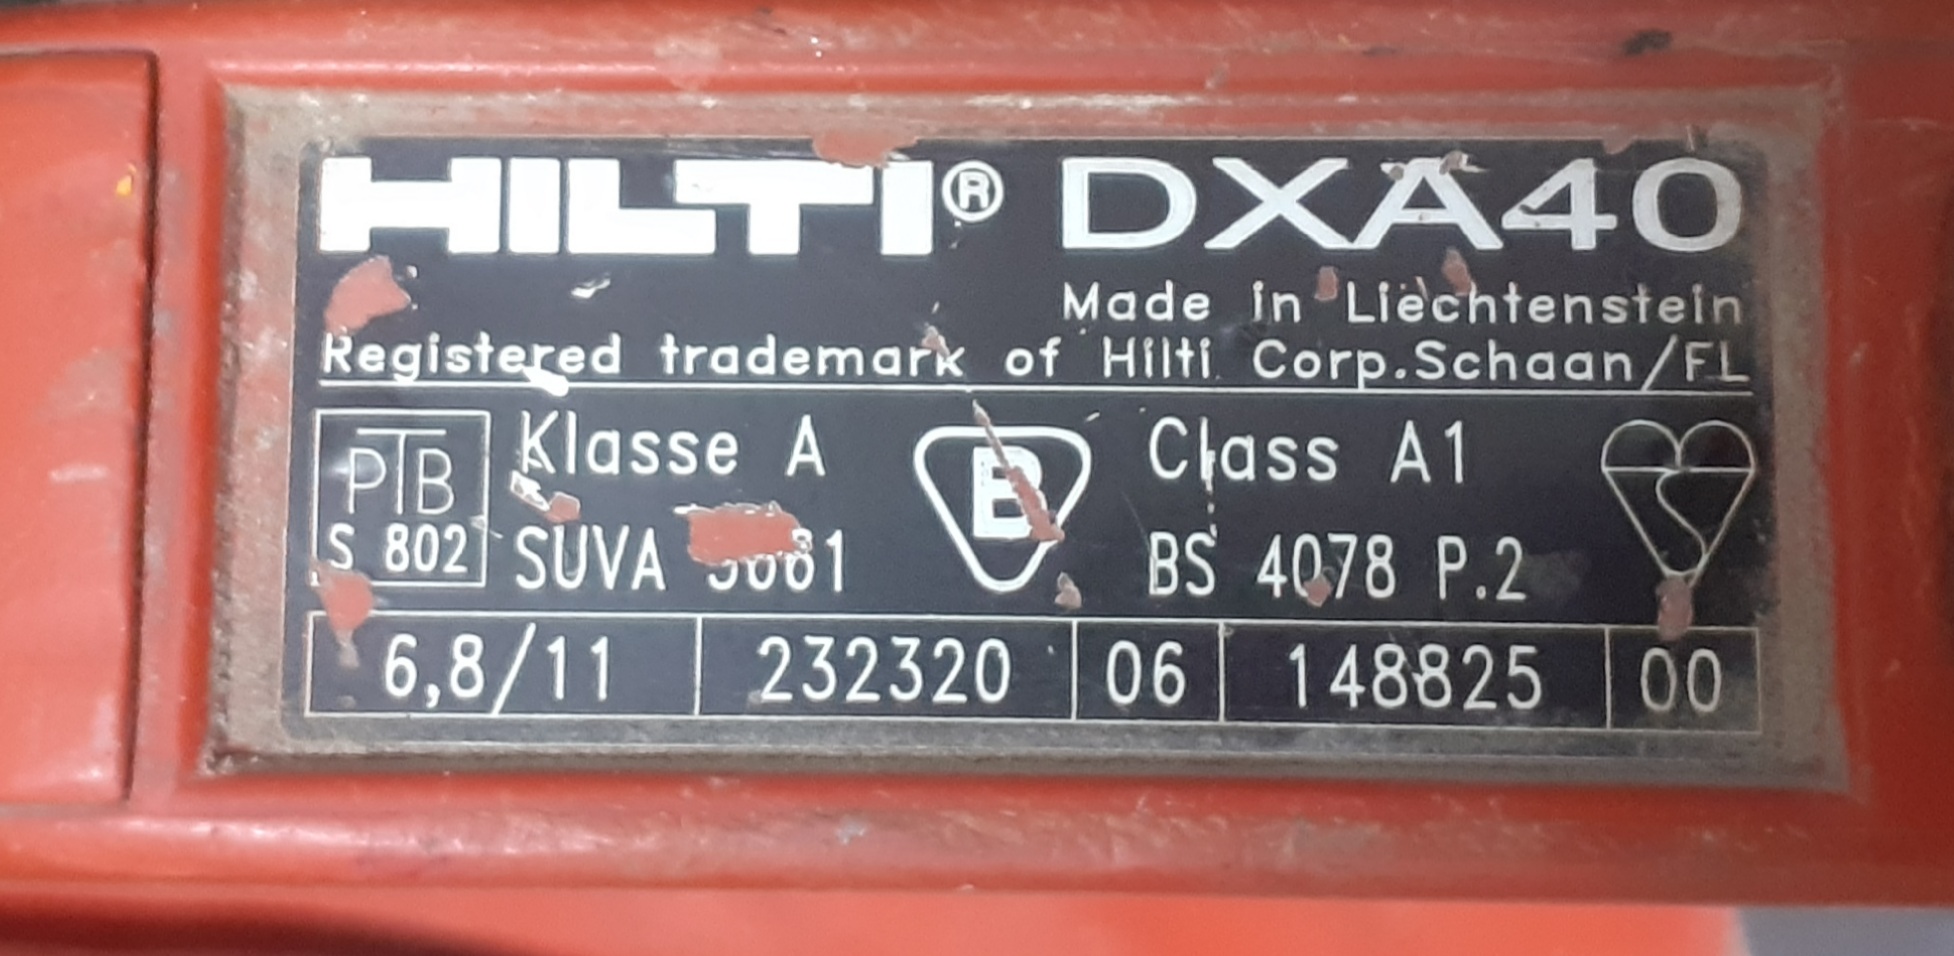 HILTI® DXA40
Made in Liechtenstein
Registered trademark of Hilti Corp.Schaan/FL
PTB
S 802
Klasse A
SUVA
B
Class A1
BS 4078 P.2
6,8/11 232320 06 148825 00